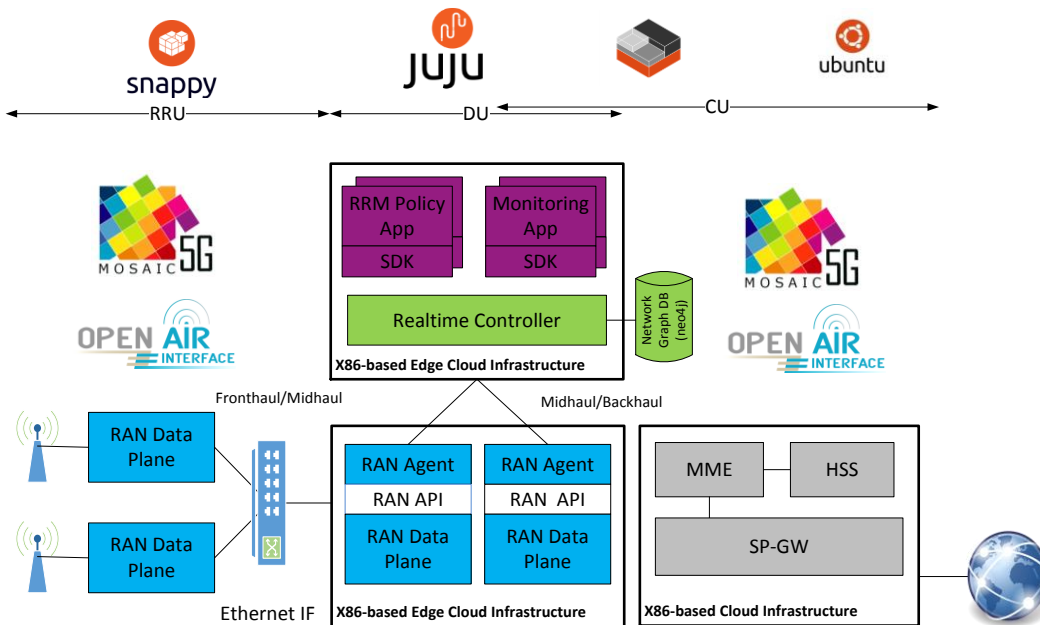 snappy
juju
ubuntu
RRU
DU
CU
MOSAIC 5G
OPEN AIR
INTERFACE
RRM Policy
App
SDK
Monitoring
App
SDK
Realtime Controller
X86-based Edge Cloud Infrastructure
Network
Graph DB
(neo4j)
MOSAIC 5G
OPEN AIR
INTERFACE
Fronthaul/Midhaul
Midhaul/Backhaul
RAN Data
Plane
RAN Data
Plane
Ethernet IF
RAN Agent
RAN API
RAN Data
Plane
RAN Agent
RAN API
RAN Data
Plane
X86-based Edge Cloud Infrastructure
MME
HSS
SP-GW
X86-based Cloud Infrastructure